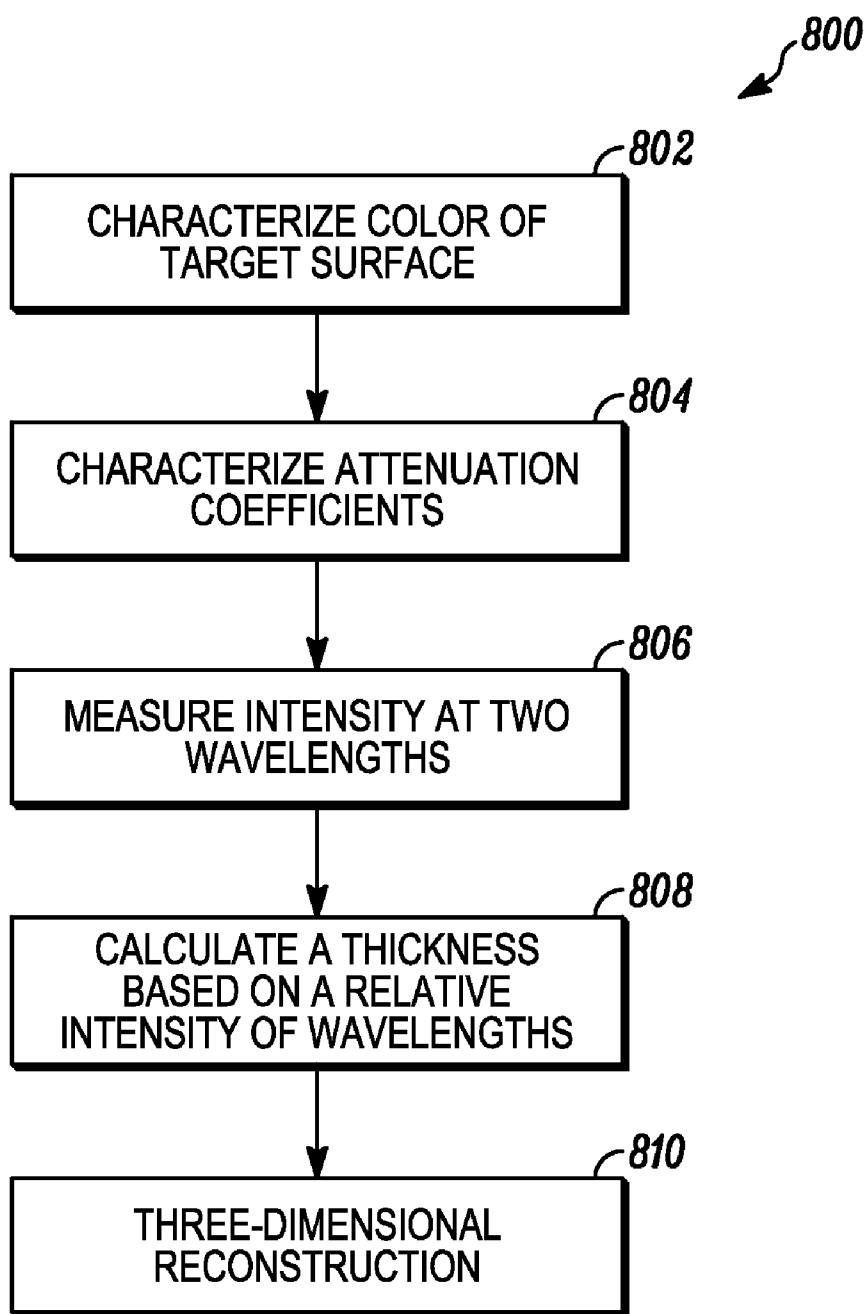 800
802
CHARACTERIZE COLOR OF
TARGET SURFACE
804
CHARACTERIZE ATTENUATION
COEFFICIENTS
806
MEASURE INTENSITY AT TWO
WAVELENGTHS
808
CALCULATE A THICKNESS
BASED ON A RELATIVE
INTENSITY OF WAVELENGTHS
810
THREE-DIMENSIONAL
RECONSTRUCTION